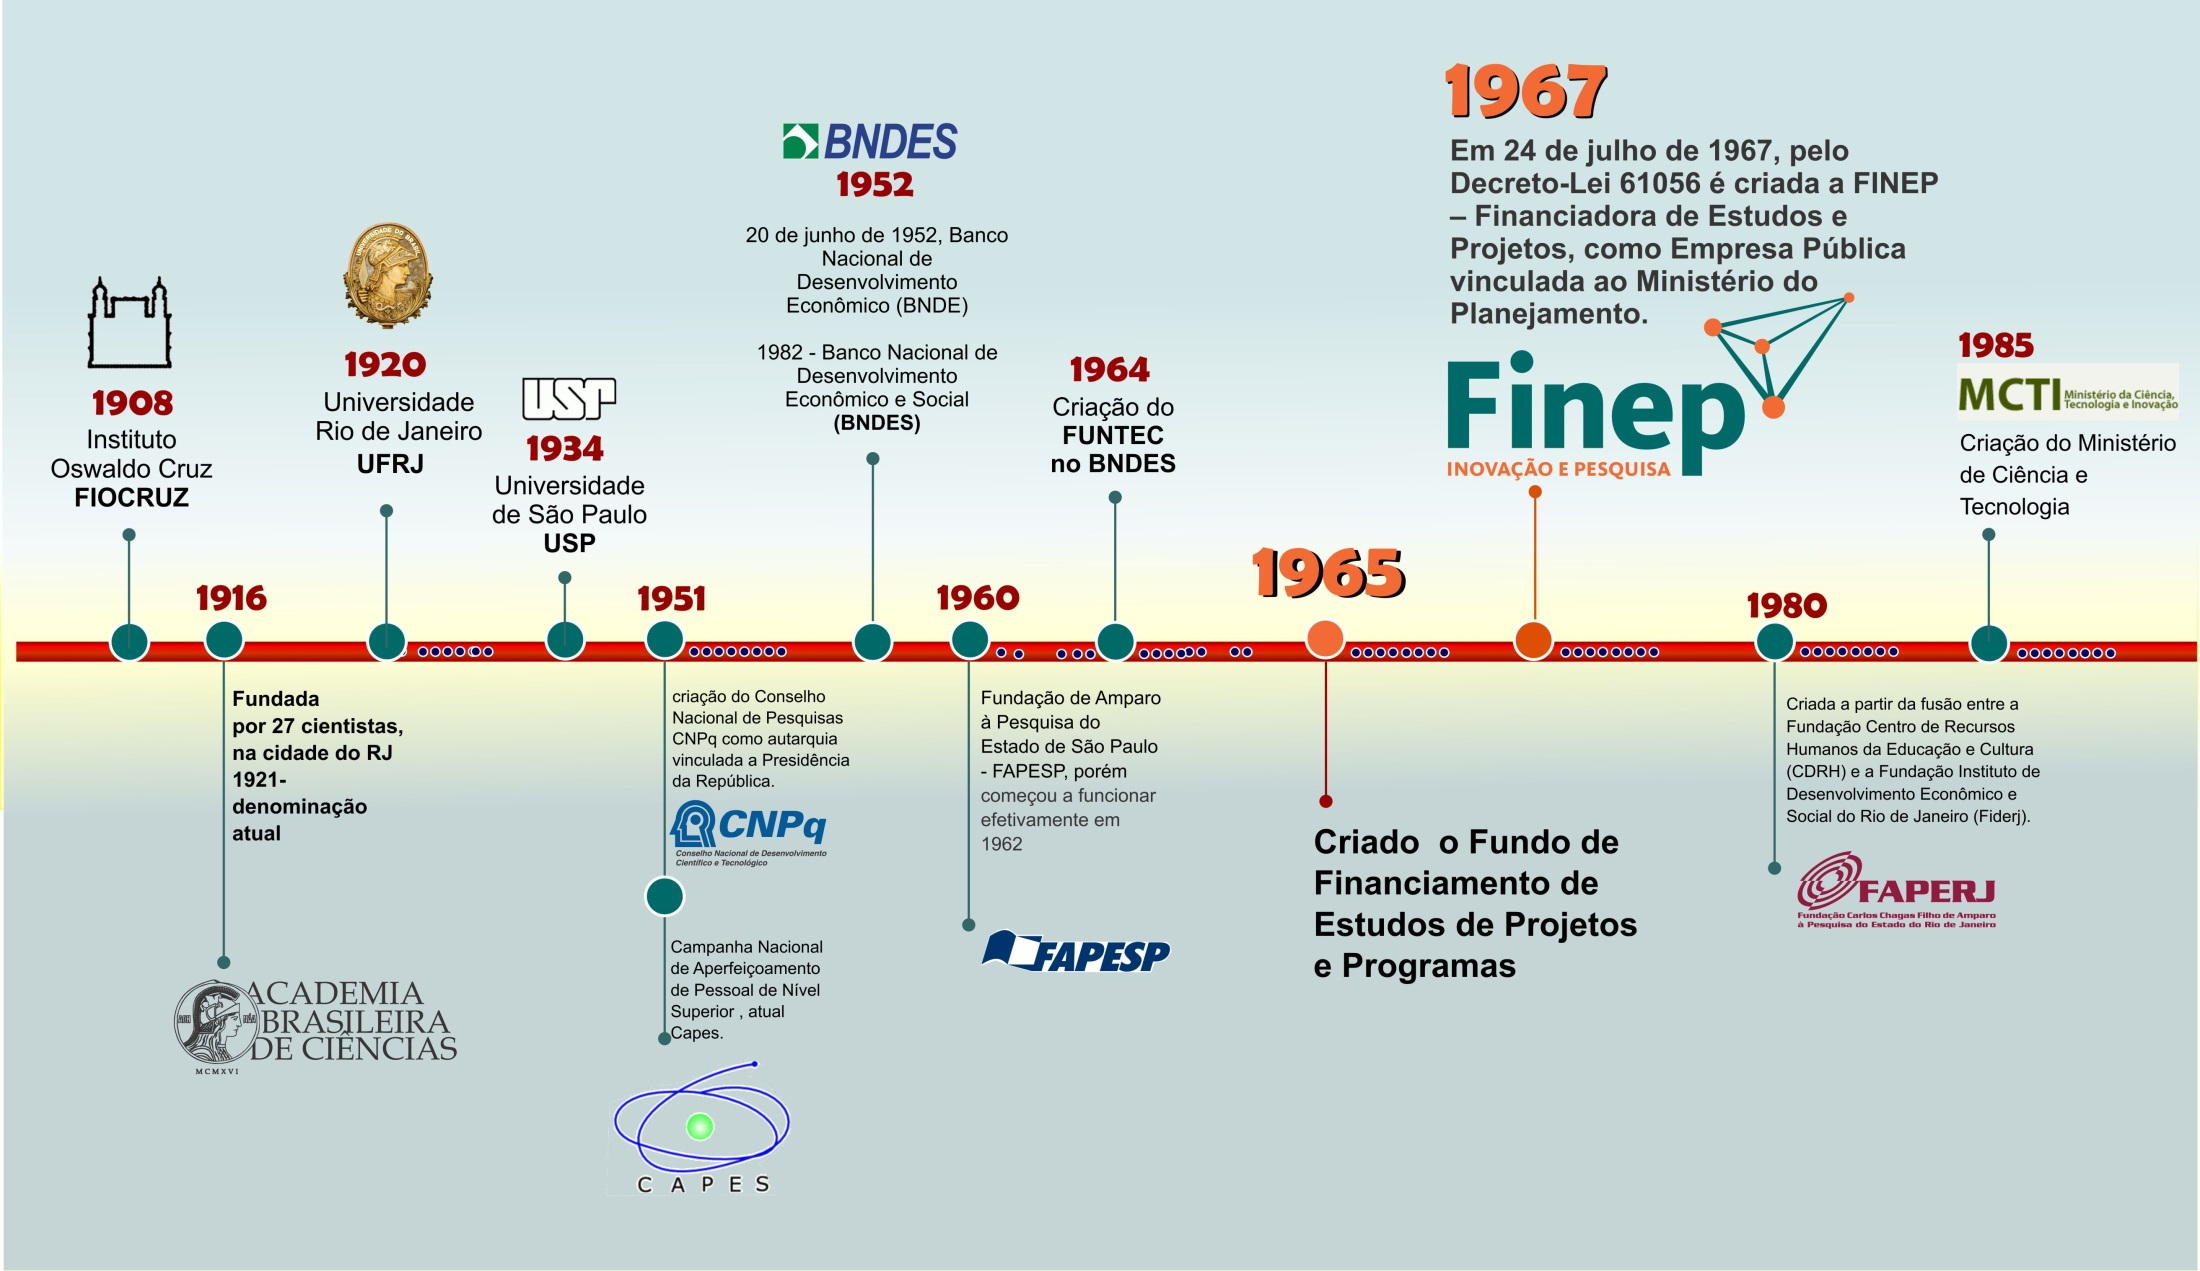 1908
Instituto
Oswaldo Cruz
FIOCRUZ
1916
Fundada
por 27 cientistas,
na cidade do RJ
1921-
denominação
atual
ACADEMIA
BRASILEIRA
DE CIÊNCIAS
MCMXVI
UNIVERSIDADE DO BRASIL
1920
Universidade
Rio de Janeiro
UFRJ
USP
1934
Universidade
de São Paulo
USP
1951
criação do Conselho
Nacional de Pesquisas
CNPq como autarquia
vinculada a Presidência
da República.
CNPq
Conselho Nacional de Desenvolvimento
Científico e Tecnológico
Campanha Nacional
de Aperfeiçoamento
de Pessoal de Nível
Superior , atual
Capes.
CAPES
BNDES
1952
20 de junho de 1952, Banco
Nacional de
Desenvolvimento
Econômico (BNDE)
1982 - Banco Nacional de
Desenvolvimento
Econômico e Social
(BNDES)
1960
Fundação de Amparo
à Pesquisa do
Estado de São Paulo
- FAPESP, porém
começou a funcionar
efetivamente em
1962
FAPESP
1964
Criação do
FUNTEC
no BNDES
1965
Criado  o Fundo de
Financiamento de
Estudos de Projetos
e Programas
1967
Em 24 de julho de 1967, pelo
Decreto-Lei 61056 é criada a FINEP
– Financiadora de Estudos e
Projetos, como Empresa Pública
vinculada ao Ministério do
Planejamento.
Finep
INOVAÇÃO E PESQUISA
1980
Criada a partir da fusão entre a
Fundação Centro de Recursos
Humanos da Educação e Cultura
(CDRH) e a Fundação Instituto de
Desenvolvimento Econômico e
Social do Rio de Janeiro (Fiderj).
FAPERJ
Fundação Carlos Chagas Filho de Amparo
à Pesquisa do Estado do Rio de Janeiro
1985
MCTI
Ministério da Ciência,
Tecnologia e Inovação
Criação do Ministério
de Ciência e
Tecnologia